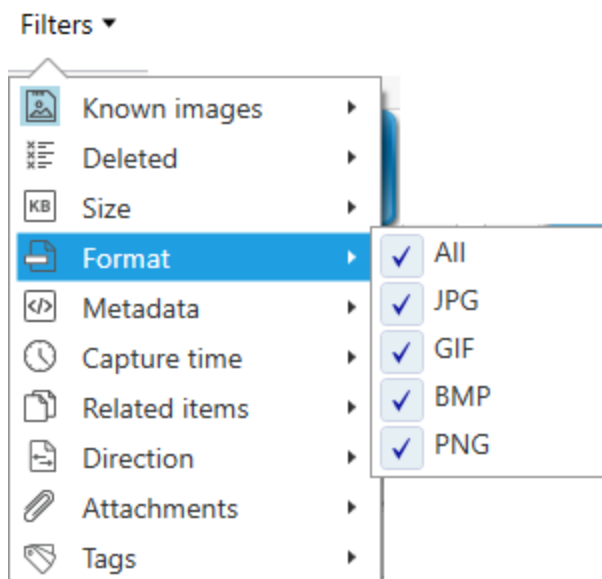 Filters
Known images
Deleted
KB Size
Format
All
JPG
GIF
BMP
PNG
</> Metadata
Capture time
Related items
Direction
Attachments
Tags